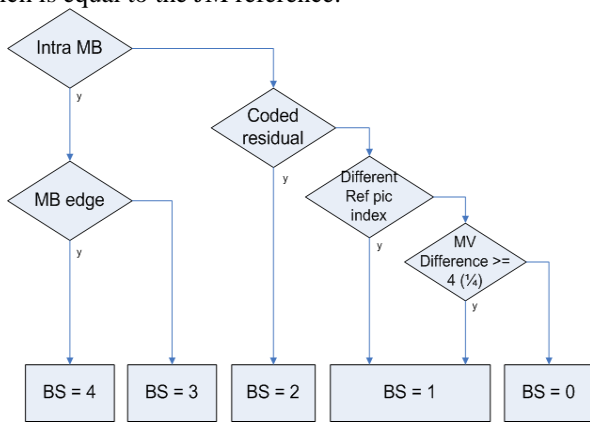 which is equal to the JM reference.
Intra MB
y
Coded
residual
y
Different
Ref pic
index
y
MB edge
y
MV
Difference >=
4 (¼)
y
BS = 4
BS = 3
BS = 2
BS = 1
BS = 0